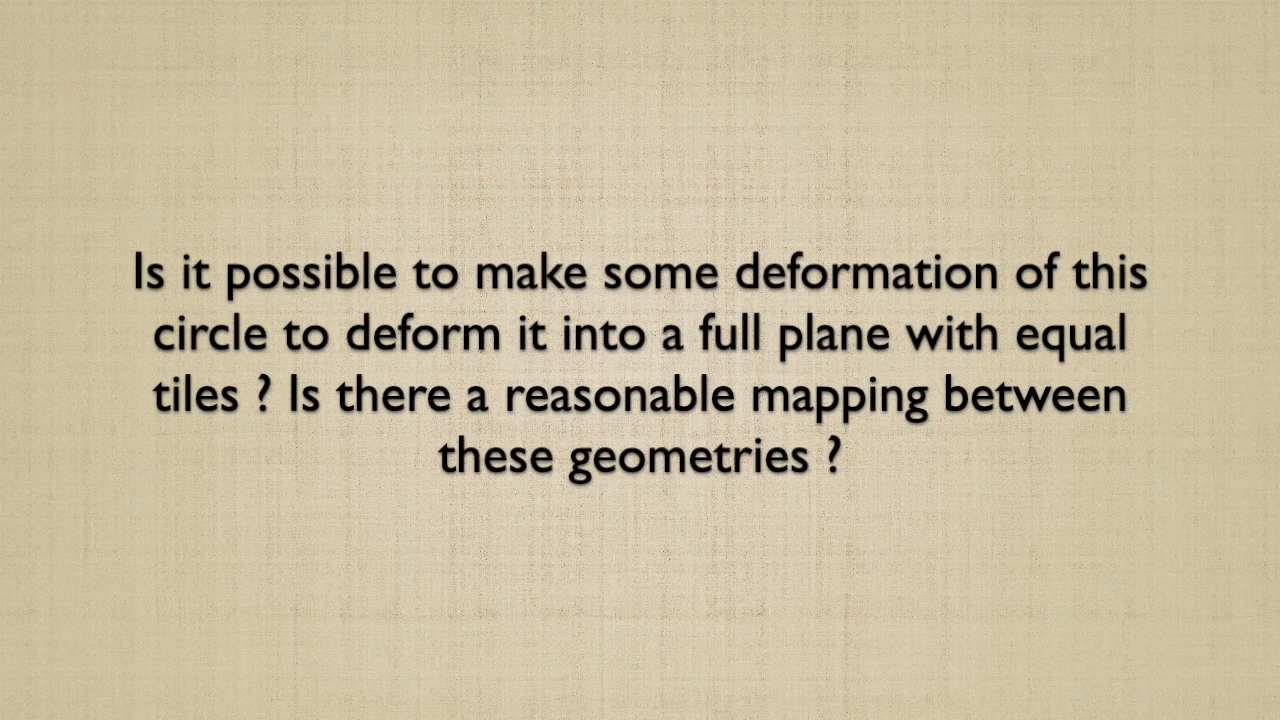 Is it possible to make some deformation of this
circle to deform it into a full plane with equal
tiles ? Is there a reasonable mapping between
these geometries ?